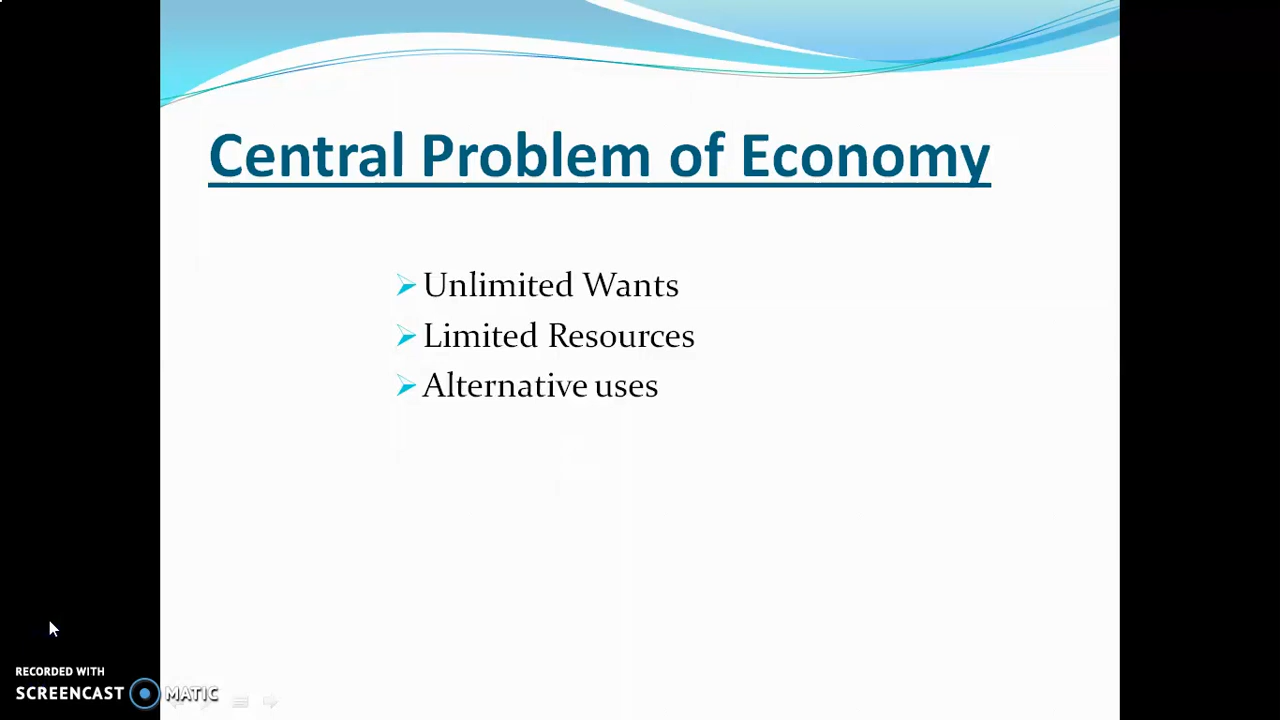 Central Problem of Economy
Unlimited Wants
Limited Resources
Alternative uses
RECORDED WITH
SCREENCAST MATIC